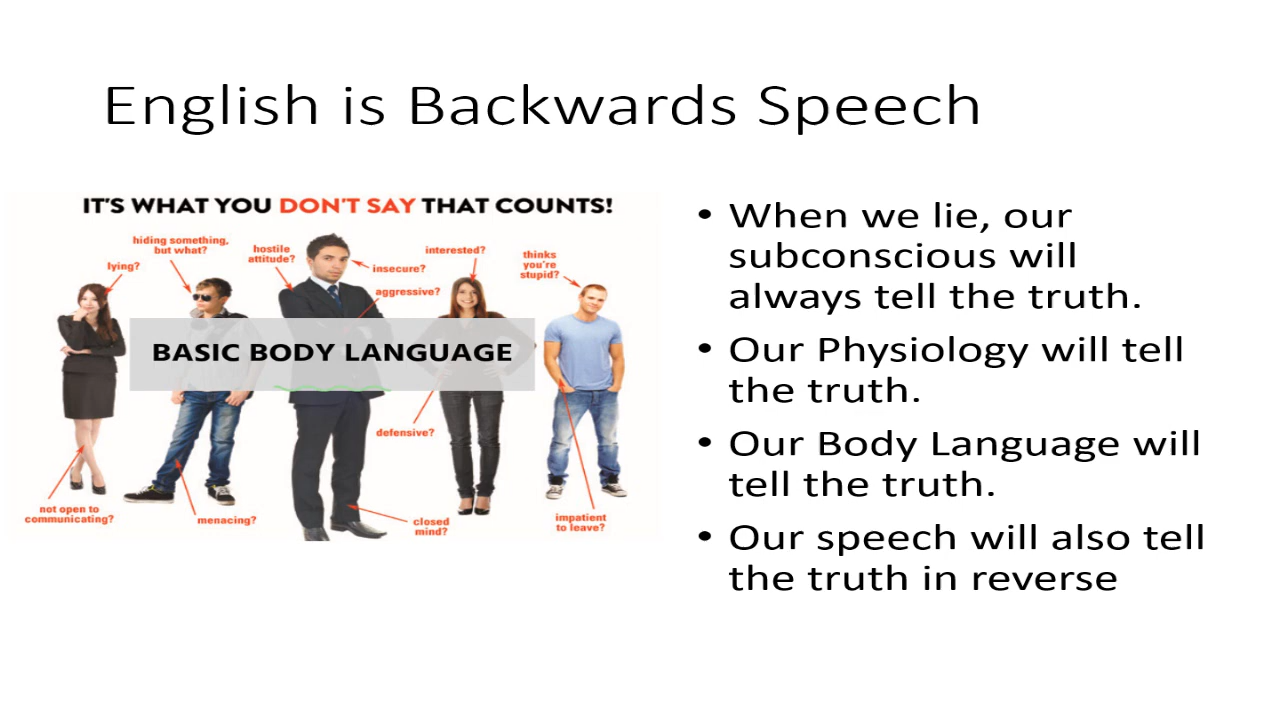 English is Backwards Speech
IT'S WHAT YOU DON'T SAY THAT COUNTS!
lying?
hiding something,
but what?
hostile
attitude?
insecure?
aggressive?
interested?
thinks
you're
stupid?
BASIC BODY LANGUAGE
not open to
communicating?
menacing?
defensive?
closed
mind?
impatient
to leave?
• When we lie, our
subconscious will
always tell the truth.
• Our Physiology will tell
the truth.
• Our Body Language will
tell the truth.
• Our speech will also tell
the truth in reverse